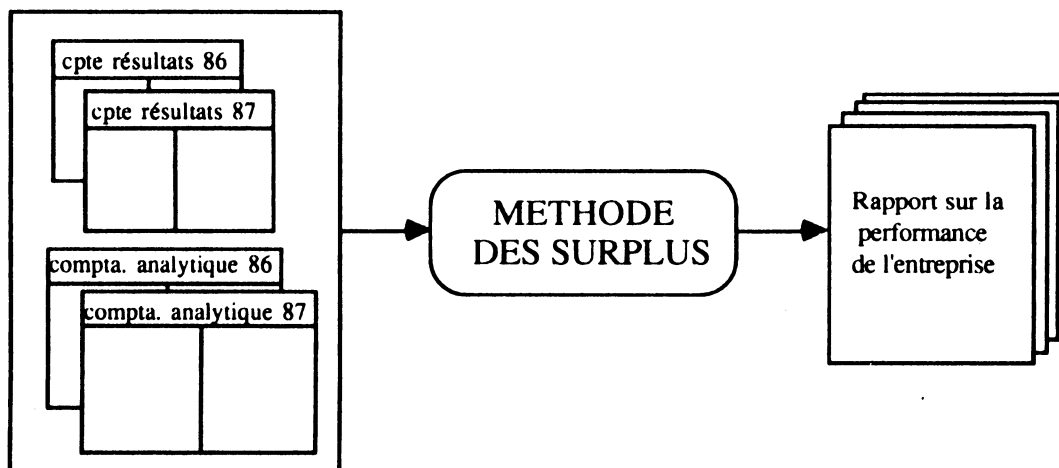 cpte résultats 86
cpte résultats 87
compta. analytique 86
compta. analytique 87
METHODE
DES SURPLUS
Rapport sur la
performance
de l'entreprise